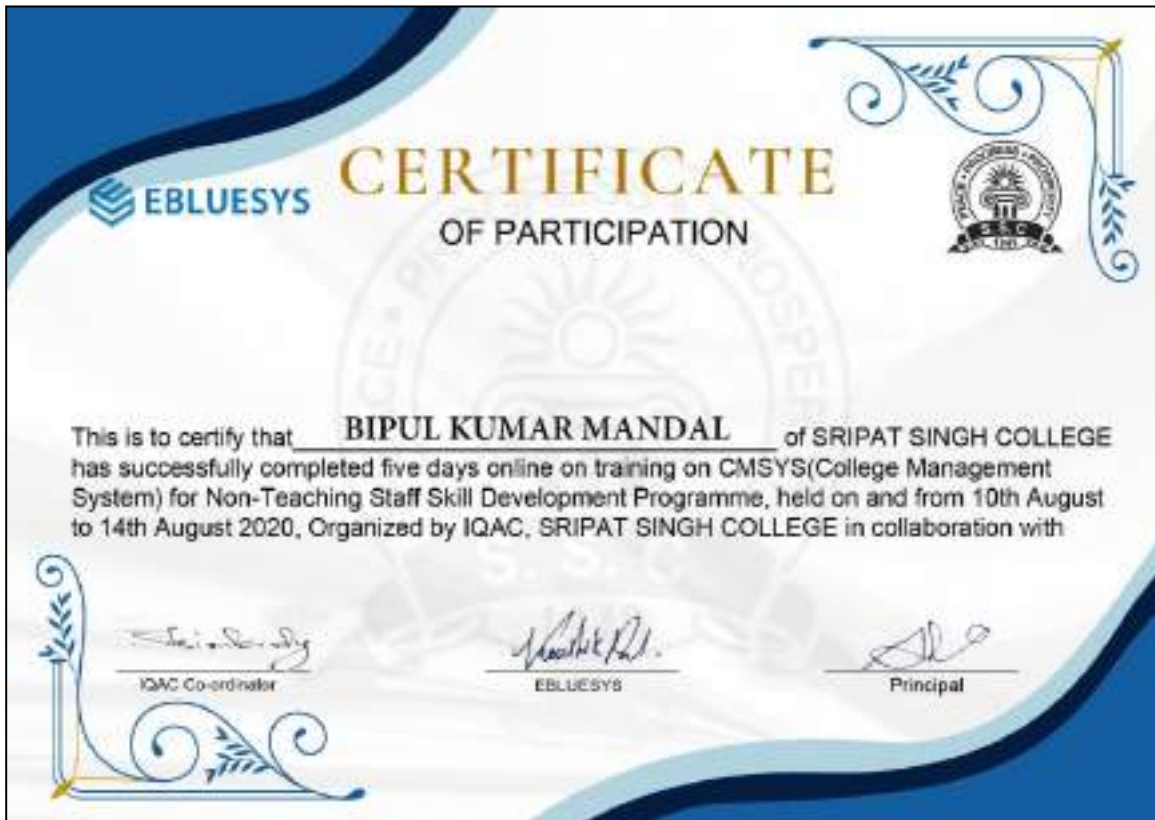 CERTIFICATE
EBLUESYS
OF PARTICIPATION
PEACE • PROGRESS • PROSPERITY
S.S.C
This is to certify that BIPUL KUMAR MANDAL of SRIPAT SINGH COLLEGE
has successfully completed five days online on training on CMSYS(College Management
System) for Non-Teaching Staff Skill Development Programme, held on and from 10th August
to 14th August 2020, Organized by IQAC, SRIPAT SINGH COLLEGE in collaboration with
S. S. C
IQAC Co-ordinator
EBLUESYS
Principal